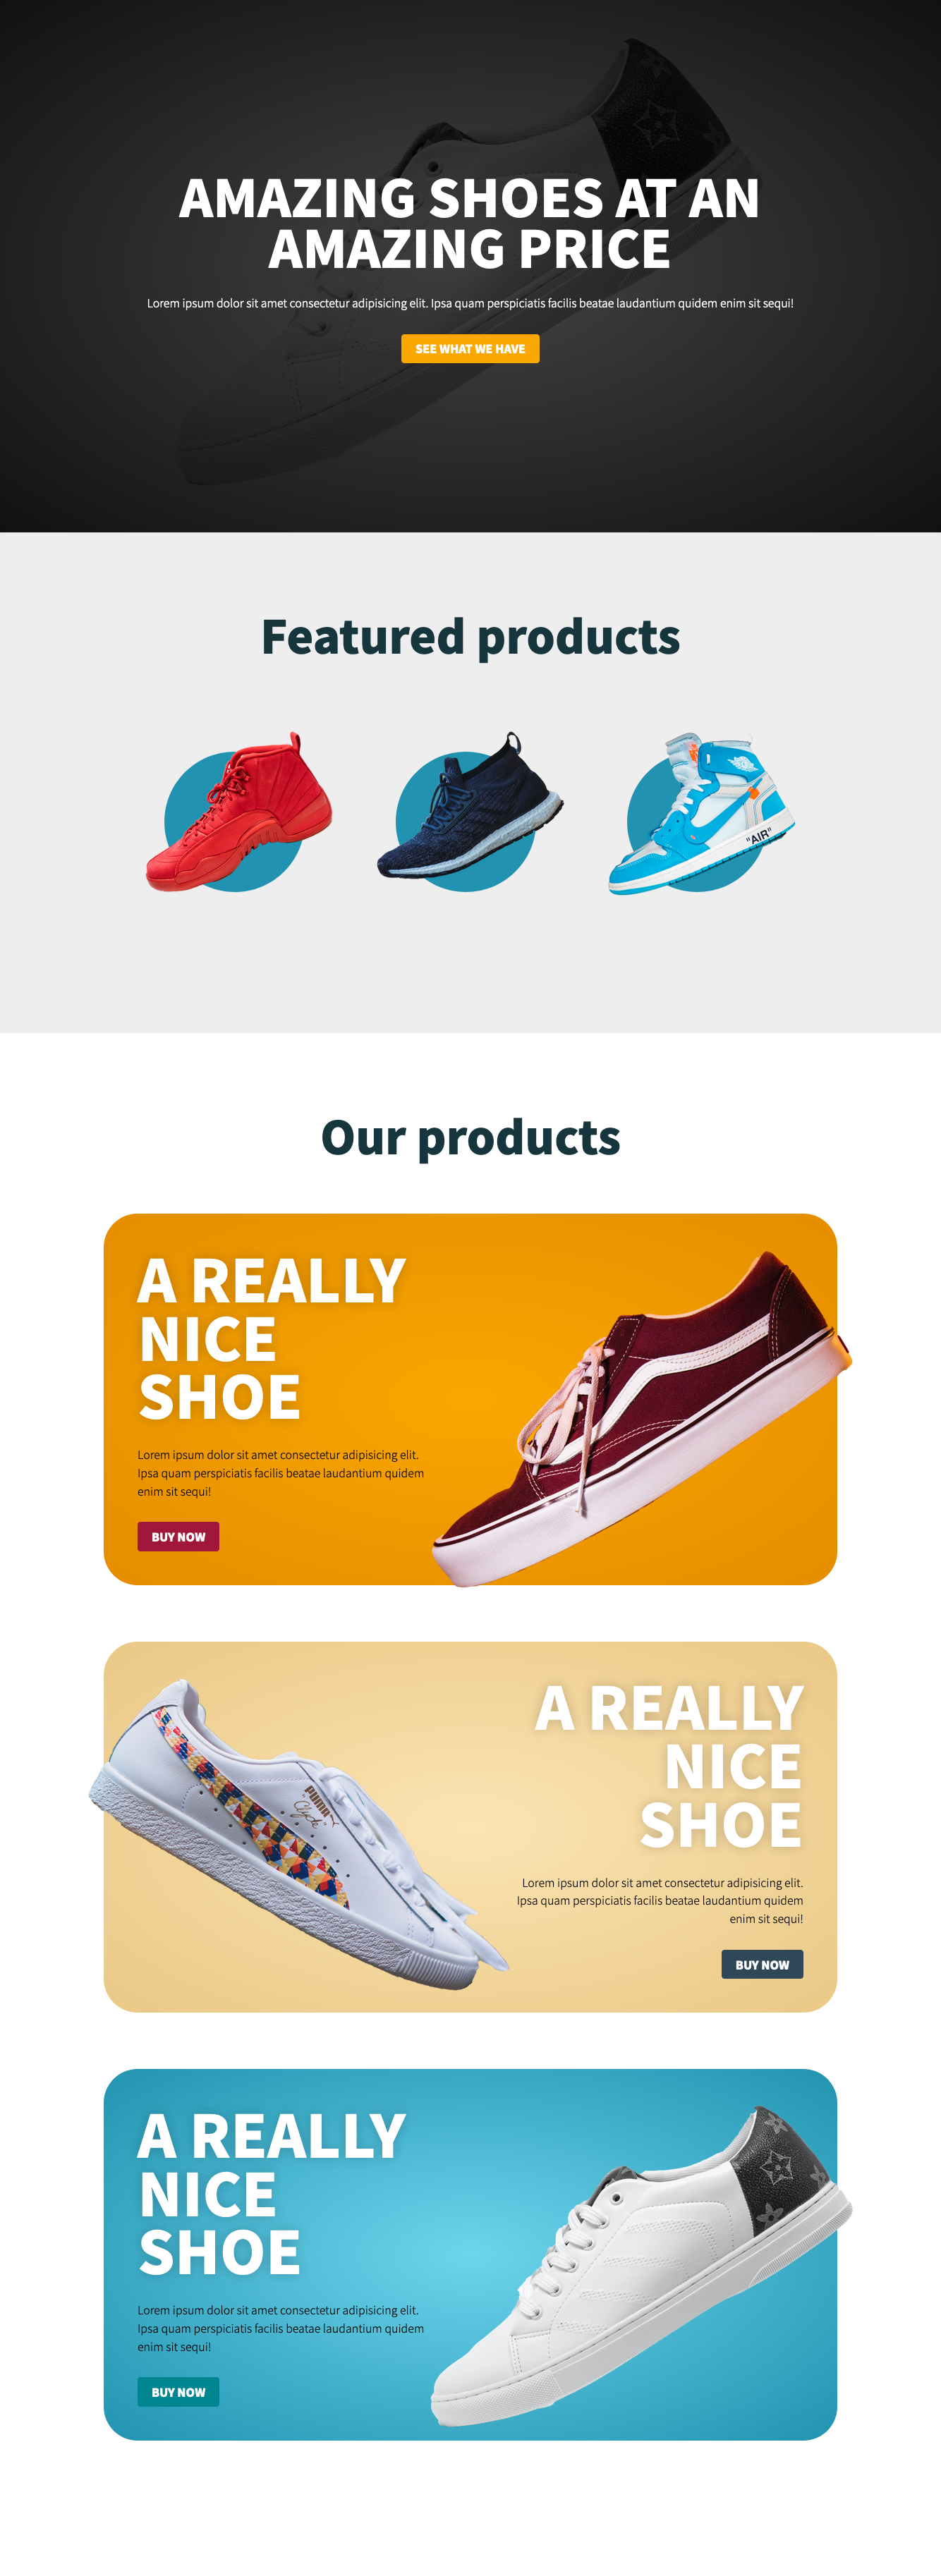 AMAZING SHOES AT AN
AMAZING PRICE
Lorem ipsum dolor sit amet consectetur adipisicing elit. Ipsa quam perspiciatis facilis beatae laudantium quidem enim sit sequi!
SEE WHAT WE HAVE
Featured products
"AIR"
Our products
A REALLY
NICE
SHOE
Lorem ipsum dolor sit amet consectetur adipisicing elit.
Ipsa quam perspiciatis facilis beatae laudantium quidem
enim sit sequi!
BUY NOW
PUMA
Clyde
A REALLY
NICE
SHOE
Lorem ipsum dolor sit amet consectetur adipisicing elit.
Ipsa quam perspiciatis facilis beatae laudantium quidem
enim sit sequi!
BUY NOW
A REALLY
NICE
SHOE
Lorem ipsum dolor sit amet consectetur adipisicing elit.
Ipsa quam perspiciatis facilis beatae laudantium quidem
enim sit sequi!
BUY NOW